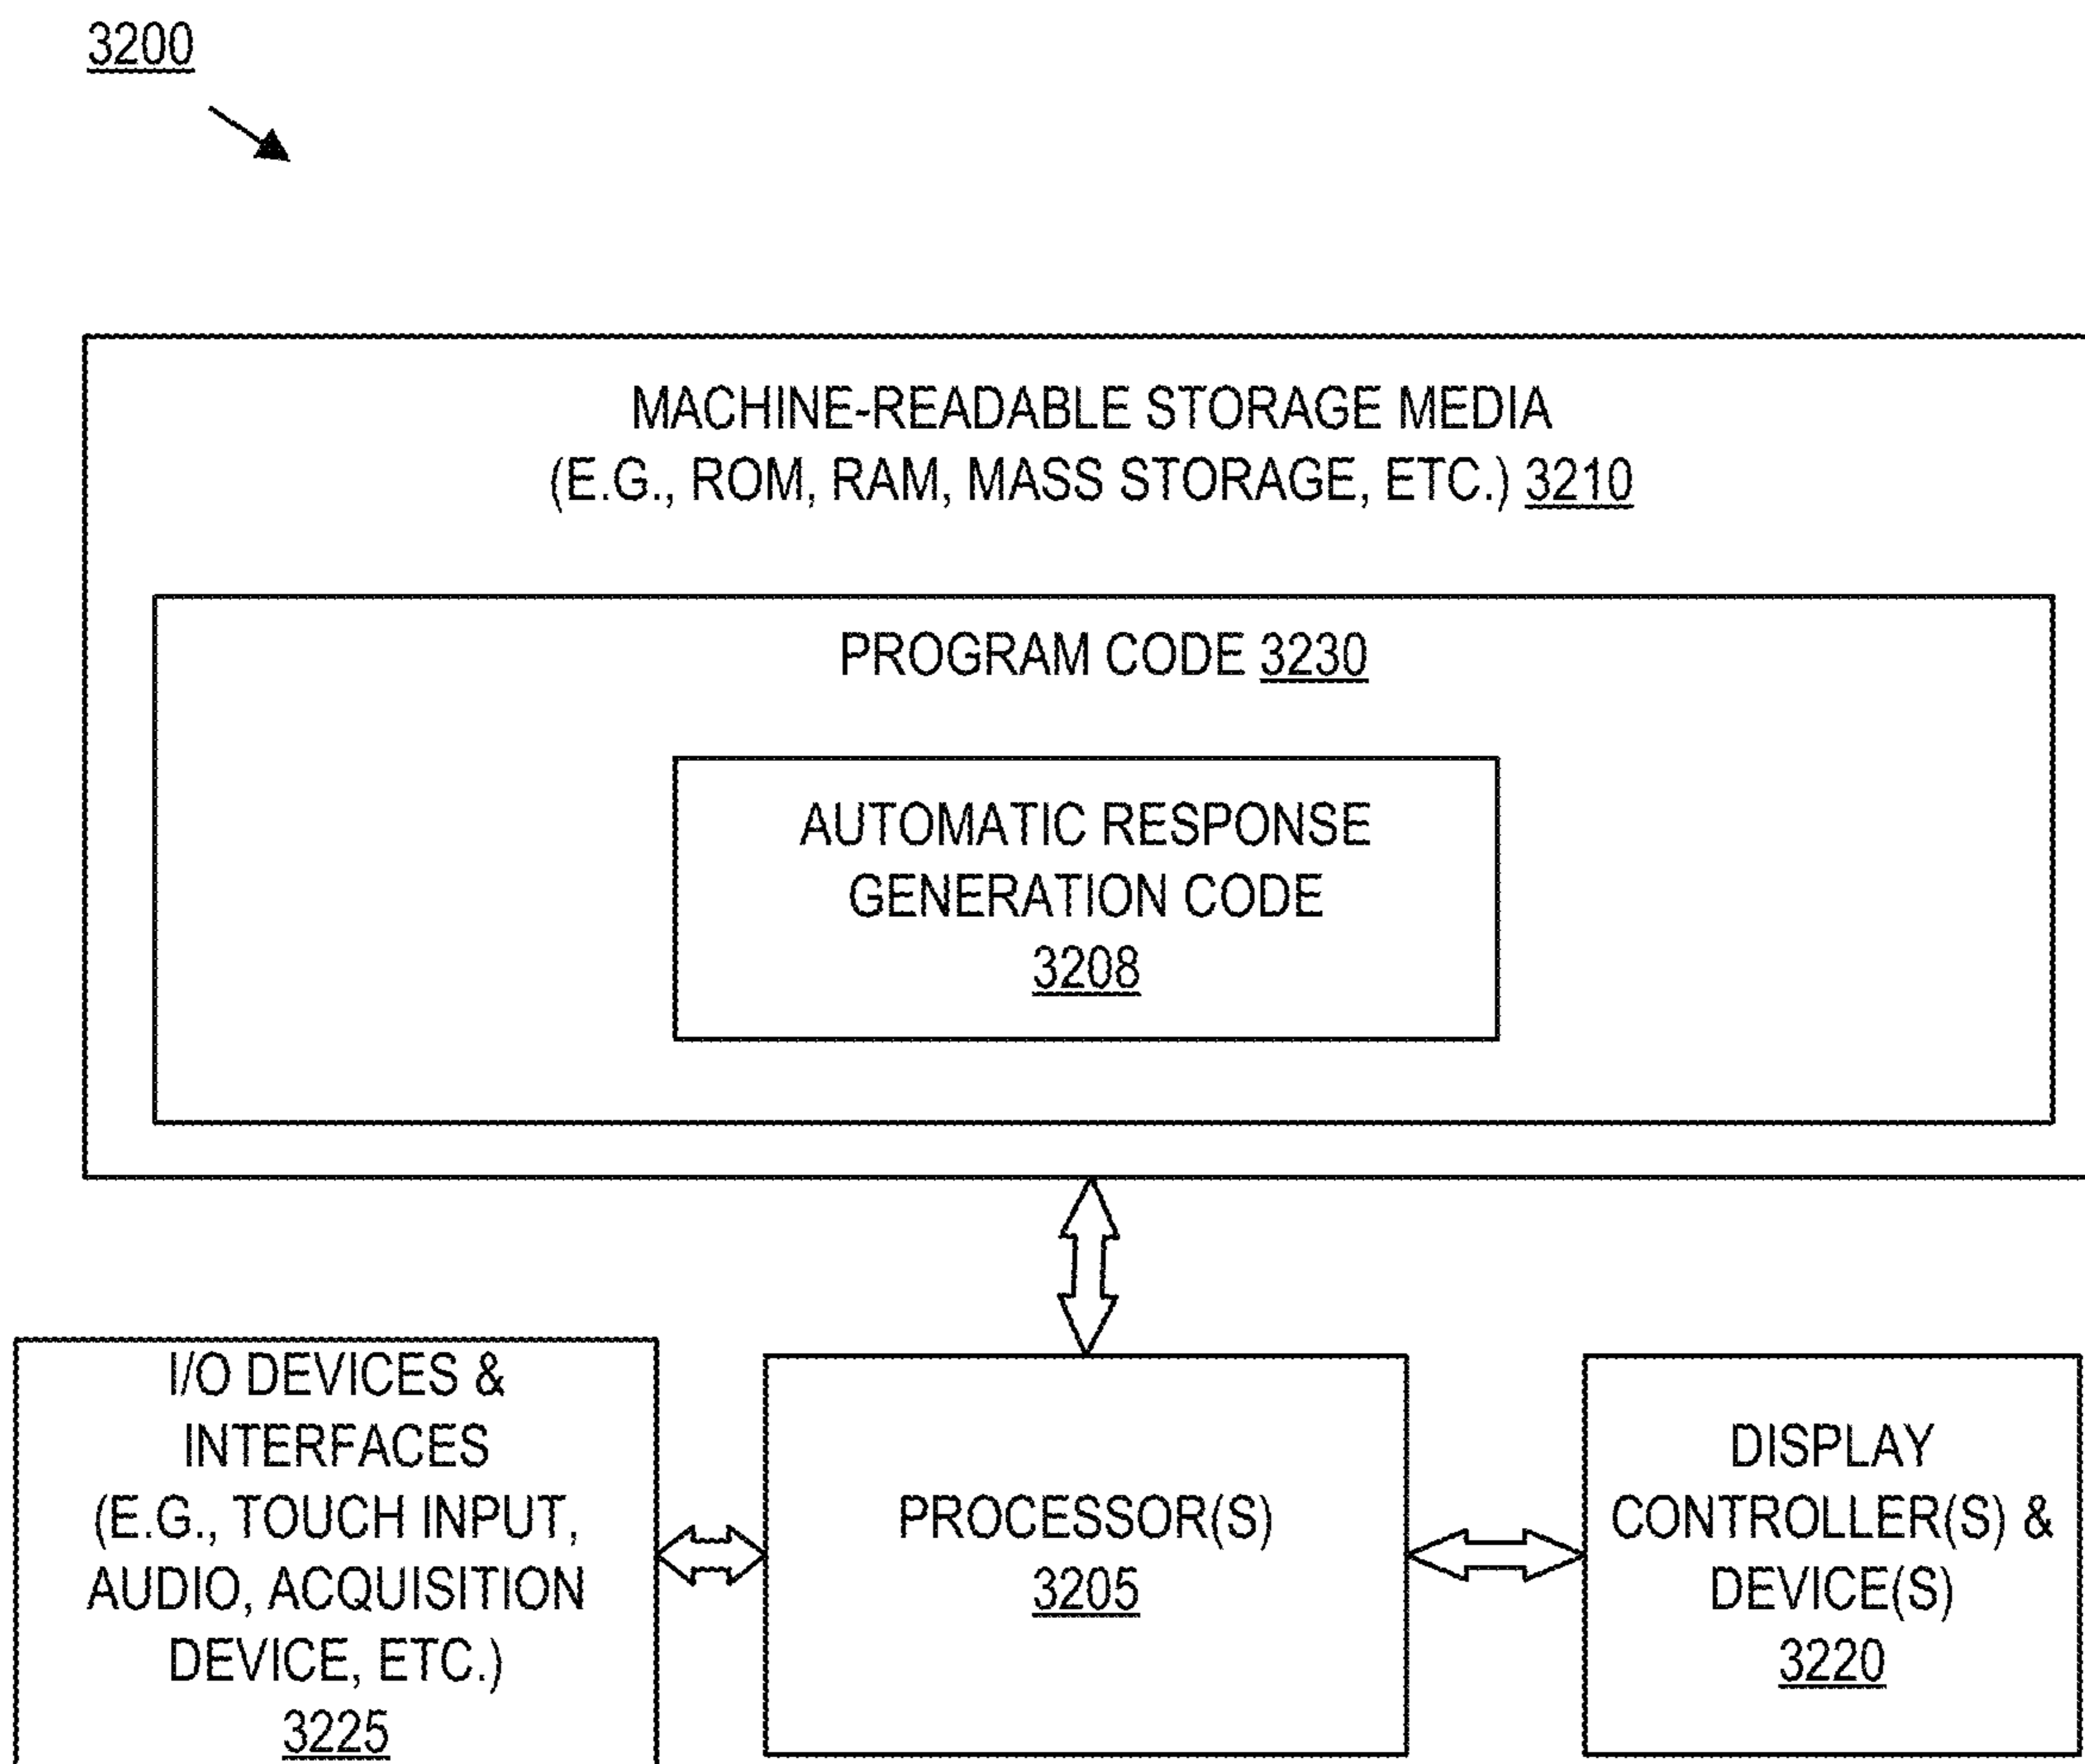 3200
MACHINE-READABLE STORAGE MEDIA
(E.G., ROM, RAM, MASS STORAGE, ETC.) 3210
PROGRAM CODE 3230
AUTOMATIC RESPONSE
GENERATION CODE
3208
I/O DEVICES &
INTERFACES
(E.G., TOUCH INPUT,
AUDIO, ACQUISITION
DEVICE, ETC.)
3225
PROCESSOR(S)
3205
DISPLAY
CONTROLLER(S) &
DEVICE(S)
3220